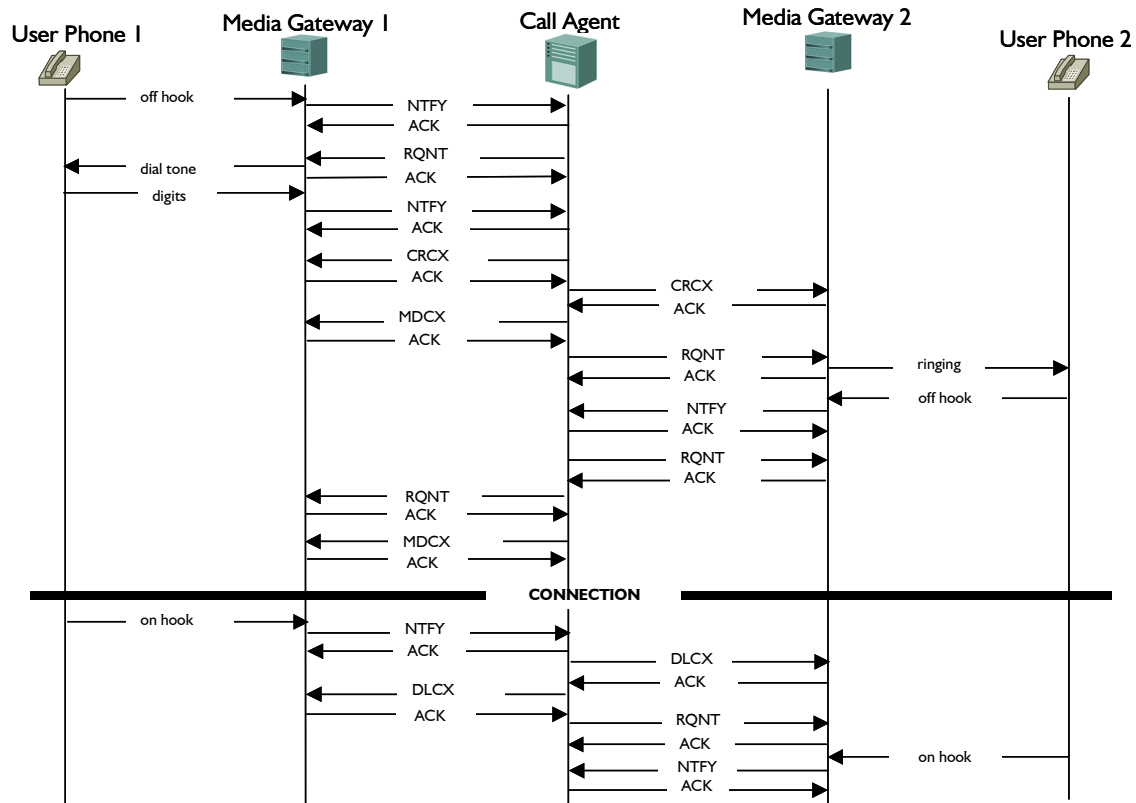 User Phone 1
Media Gateway 1
Call Agent
Media Gateway 2
User Phone 2
off hook
NTFY
ACK
RQNT
dial tone
ACK
digits
NTFY
ACK
CRCX
ACK
CRCX
ACK
MDCX
ACK
RQNT
ringing
ACK
off hook
NTFY
ACK
RQNT
ACK
RQNT
ACK
MDCX
ACK
CONNECTION
on hook
NTFY
ACK
DLCX
ACK
DLCX
ACK
RQNT
ACK
on hook
NTFY
ACK